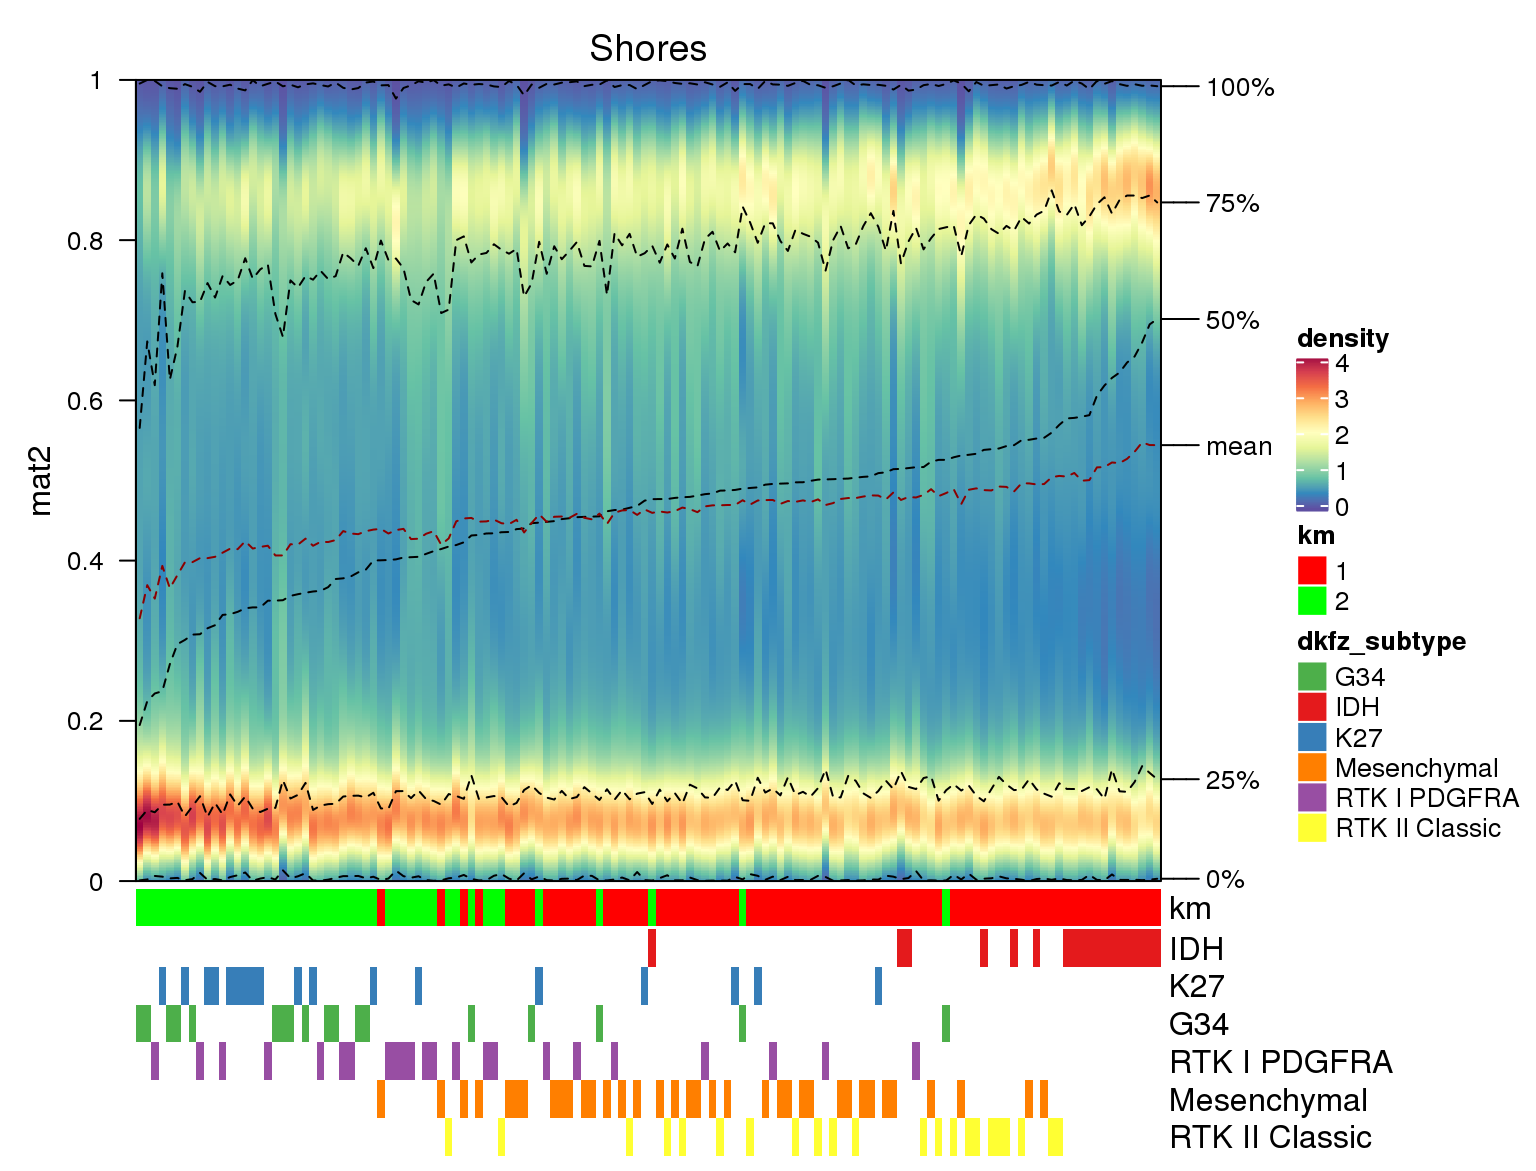 Shores
1
0.8
0.6
0.4
0.2
0
mat2
100%
75%
50%
mean
25%
0%
density
4
3
2
1
0
km
1
2
dkfz_subtype
G34
IDH
K27
Mesenchymal
RTK I PDGFRA
RTK II Classic
km
IDH
K27
G34
RTK I PDGFRA
Mesenchymal
RTK II Classic